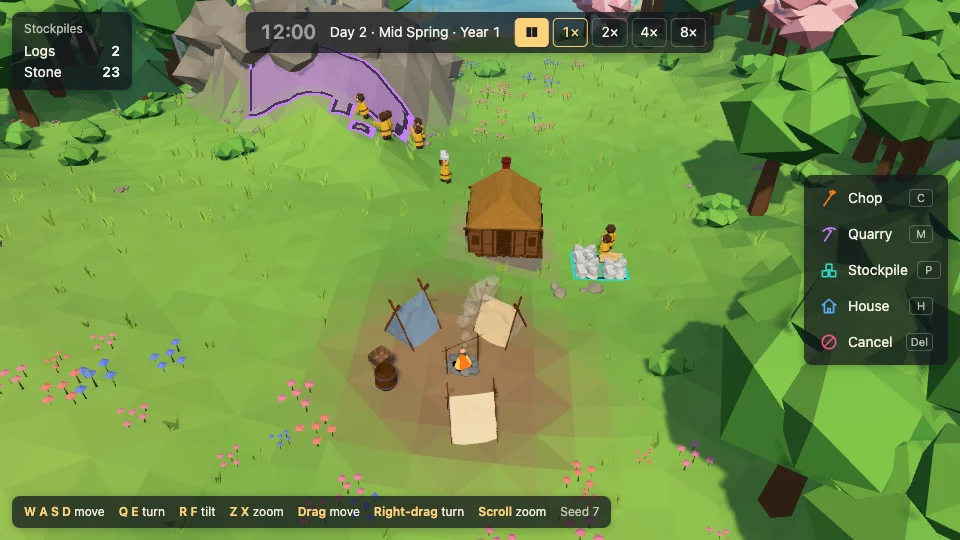 Stockpiles
Logs 2
Stone 23
12:00 Day 2 · Mid Spring · Year 1 1× 2× 4× 8×
Chop C
Quarry M
Stockpile P
House H
Cancel Del
W A S D move Q E turn R F tilt Z X zoom Drag move Right-drag turn Scroll zoom Seed 7